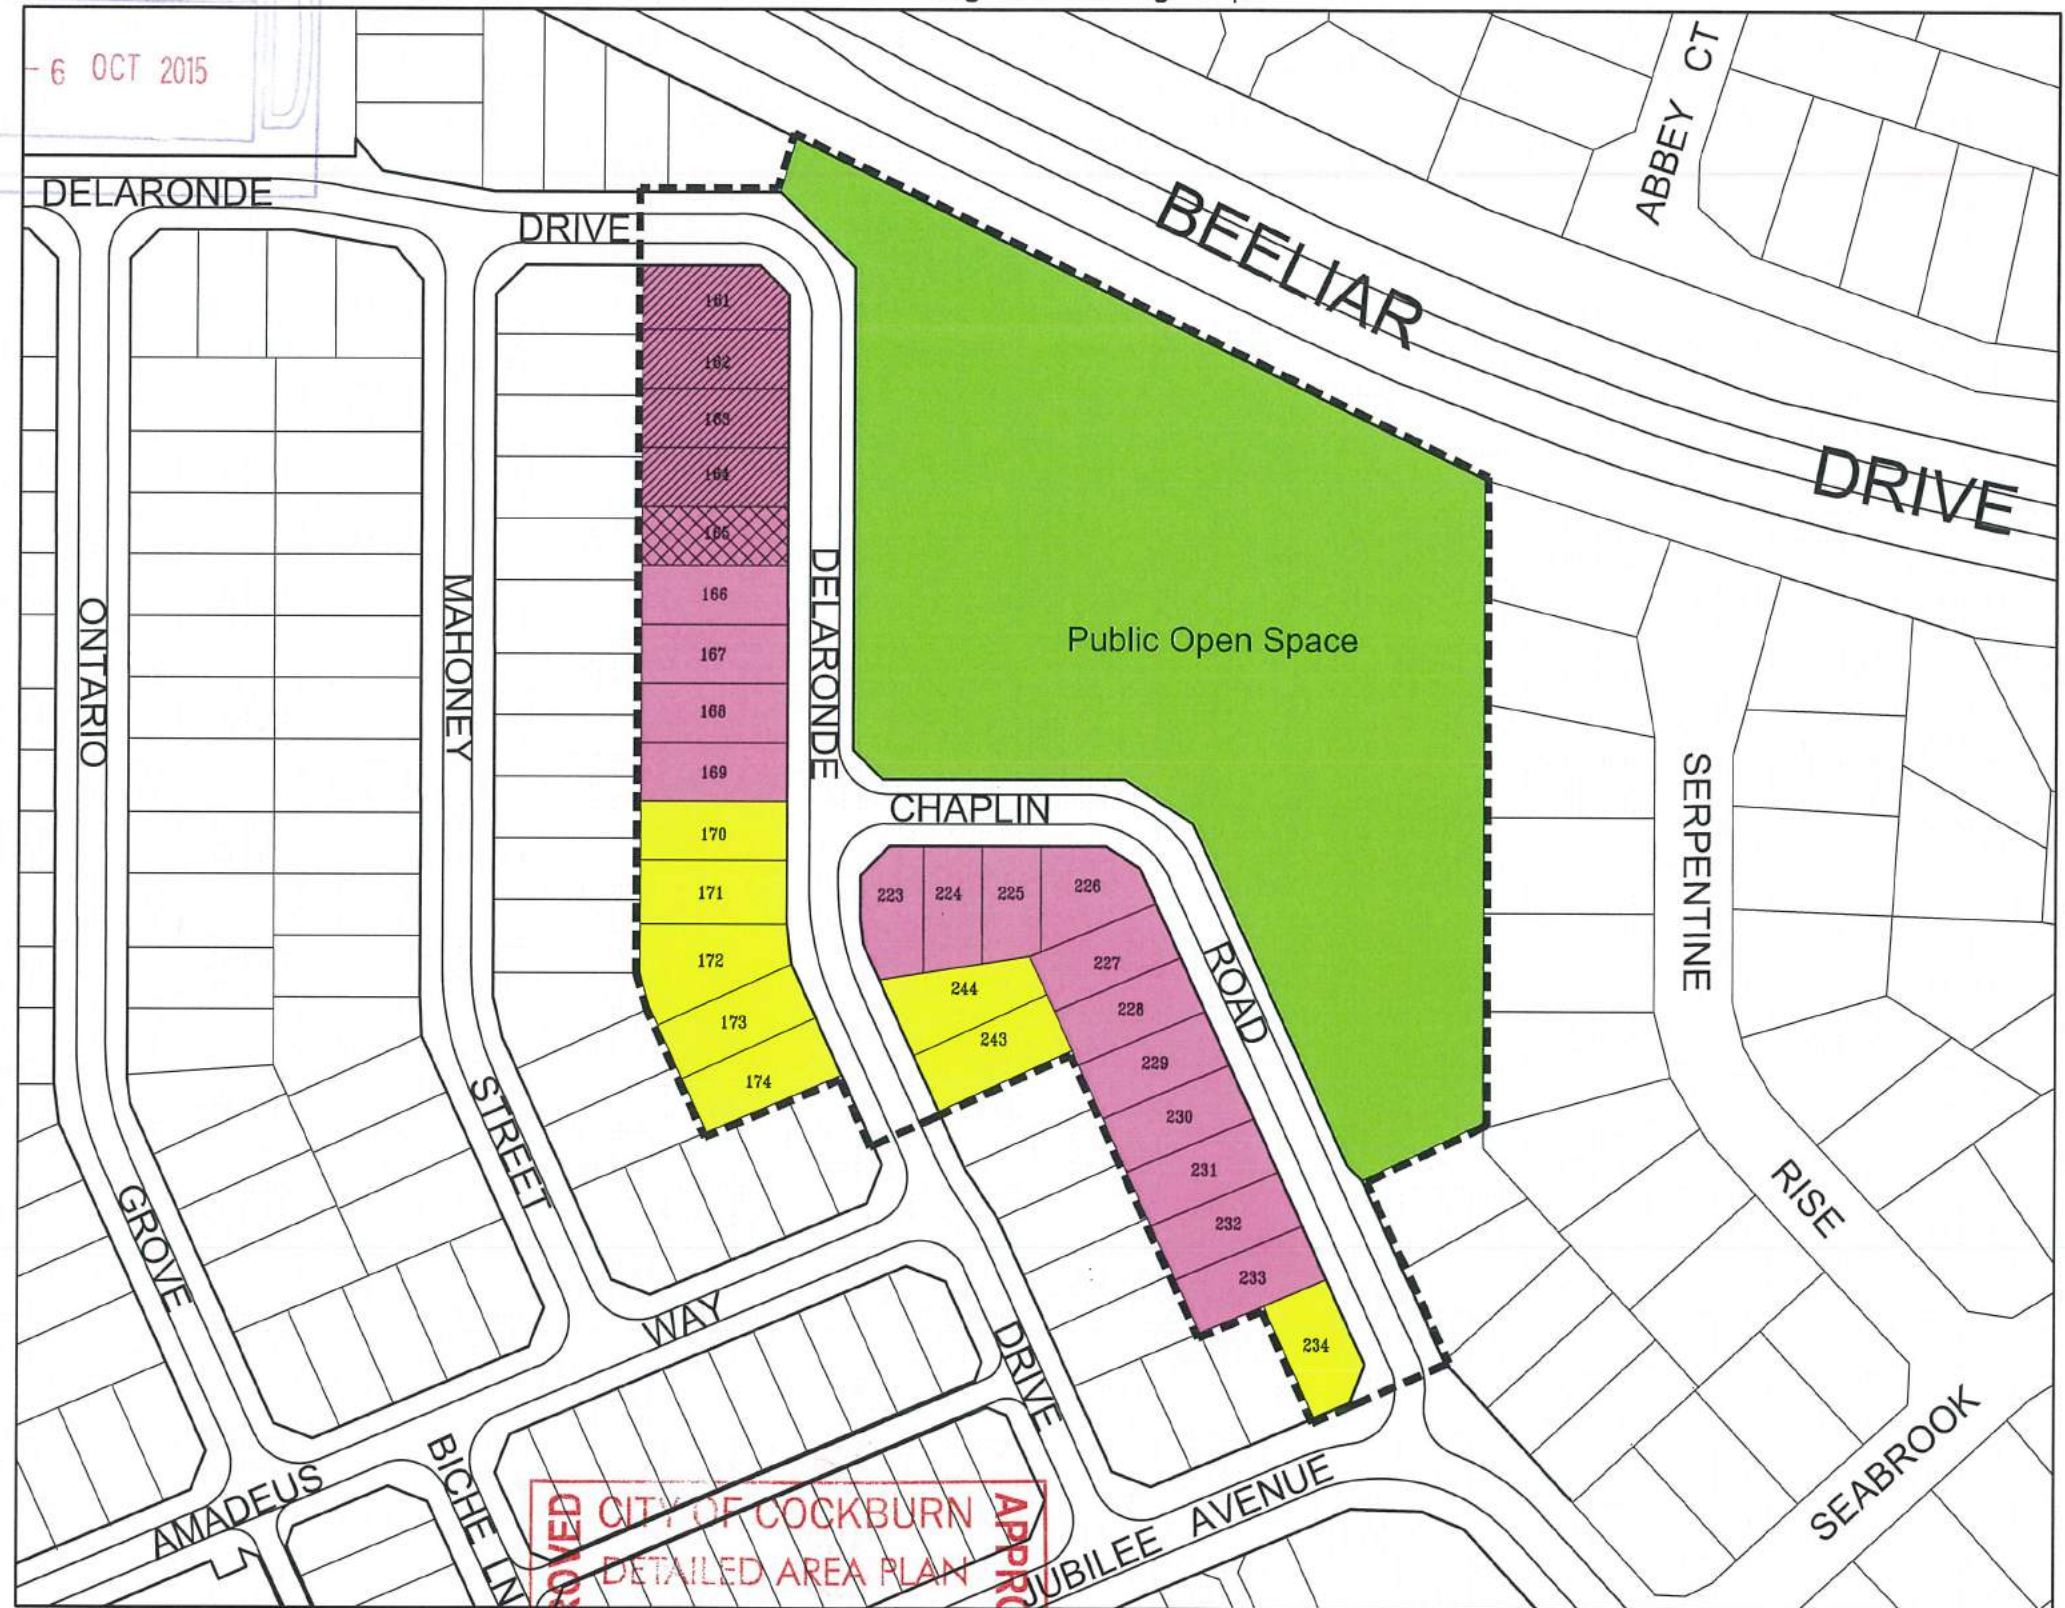 - 6 OCT 2015
ABBEY CT
DELARONDE
DRIVE
BEELIAR
DRIVE
161
162
163
164
165
166
167
168
169
170
171
172
173
174
ONTARIO
MAHONEY
DELARONDE
Public Open Space
CHAPLIN
SERPENTINE
223
224
225
226
227
228
229
230
231
232
233
234
244
243
ROAD
STREET
GROVE
RISE
WAY
DRIVE
AMADEUS
BICHE LN
JUBILEE AVENUE
SEABROOK
CITY OF COCKBURN
DETAILED AREA PLAN